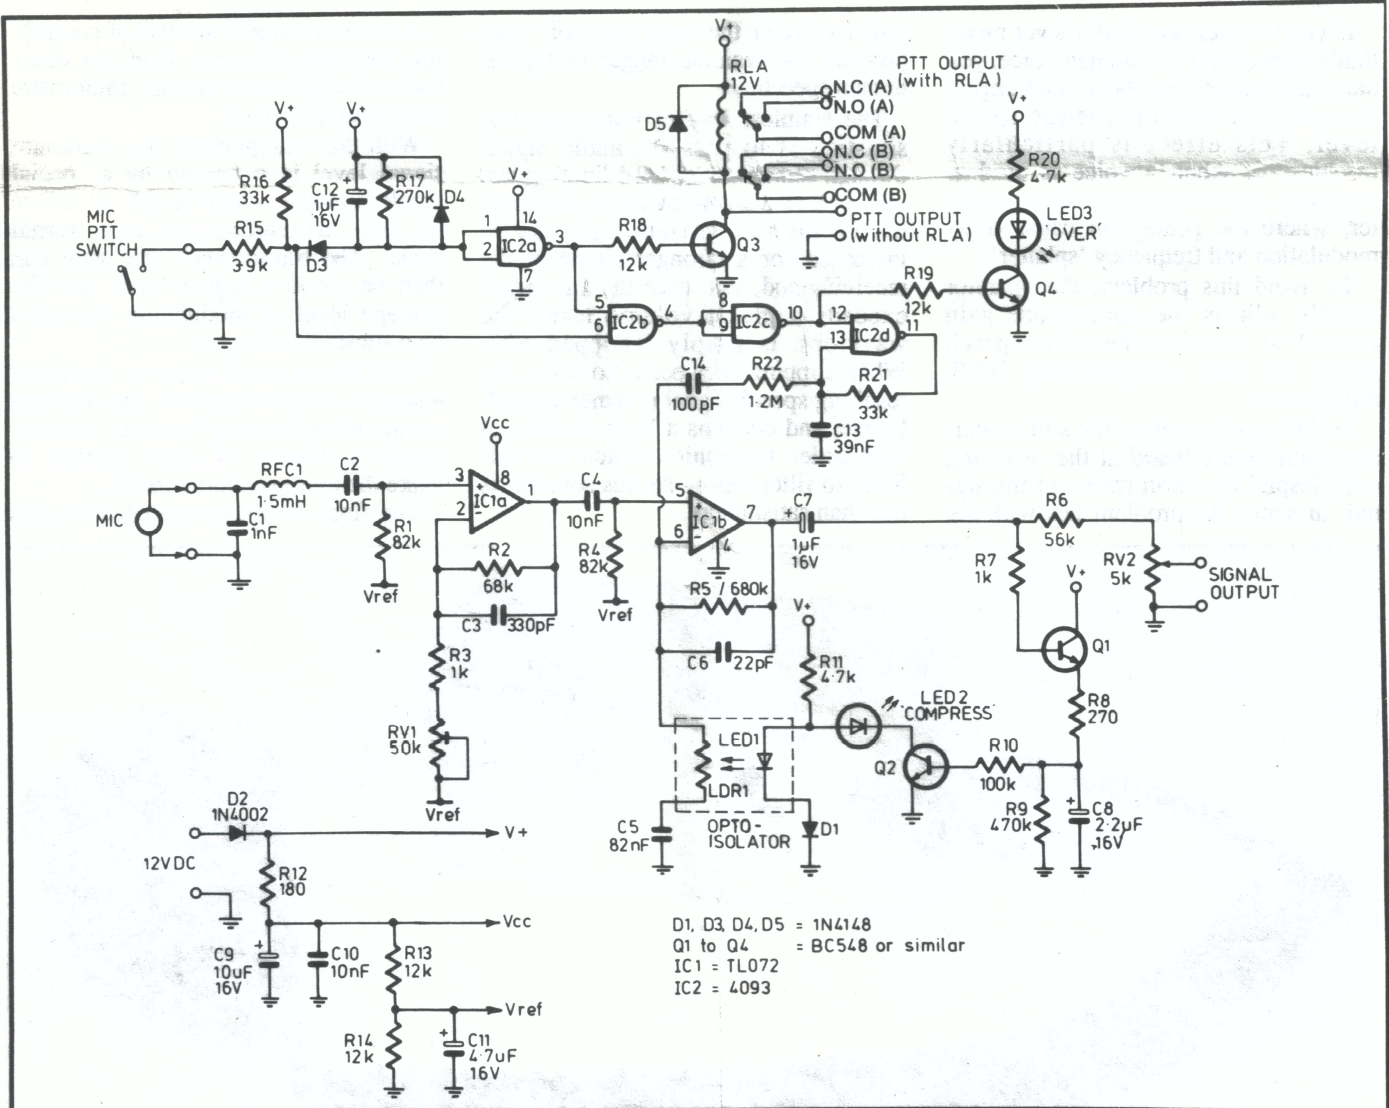 V+
RLA
12V
PTT OUTPUT
(with RLA)
N.C (A)
N.O (A)
COM (A)
N.C (B)
N.O (B)
COM (B)
PTT OUTPUT
(without RLA)
D5
V+
R20
4·7k
LED3
'OVER'
Q4
V+
V+
R16
33k
C12
1µF
16V
R17
270k
D4
V+
MIC
PTT
SWITCH
R15
3·9k
D3
1
2
14
IC2a
3
7
R18
12k
Q3
R19
12k
5
6
IC2b
4
8
9
IC2c
10
12
13
IC2d
11
C14
100pF
R22
1·2M
R21
33k
C13
39nF
Vcc
MIC
RFC1
1·5mH
C1
1nF
C2
10nF
R1
82k
Vref
3
2
8
IC1a
1
R2
68k
C3
330pF
R3
1k
RV1
50k
Vref
C4
10nF
R4
82k
Vref
5
6
IC1b
7
4
C7
1µF
16V
R5 / 680k
C6
22pF
R6
56k
R7
1k
RV2
5k
SIGNAL
OUTPUT
V+
Q1
R8
270
V+
R11
4·7k
LED2
'COMPRESS'
Q2
R10
100k
R9
470k
C8
2·2µF
16V
LED1
LDR1
OPTO-
ISOLATOR
C5
82nF
D1
D2
1N4002
V+
12V DC
R12
180
Vcc
C9
10uF
16V
C10
10nF
R13
12k
Vref
R14
12k
C11
4·7uF
16V
D1, D3, D4, D5 = 1N4148
Q1 to Q4 = BC548 or similar
IC1 = TL072
IC2 = 4093